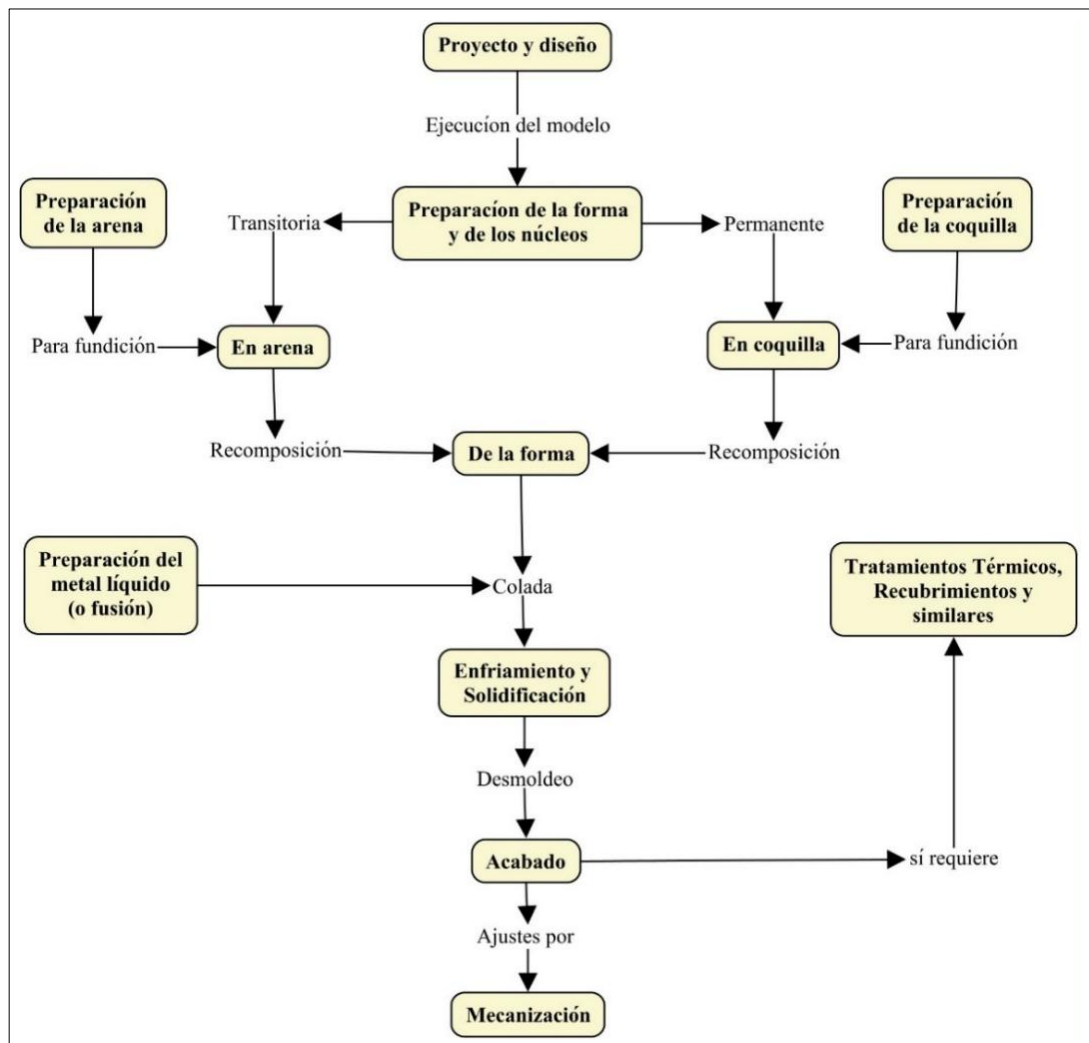 Proyecto y diseño
Ejecucíon del modelo
Preparación
de la arena
Transitoria
Preparacíon de la forma
y de los núcleos
Permanente
Preparación
de la coquilla
Para fundición
En arena
En coquilla
Para fundición
Recomposición
De la forma
Recomposición
Preparación del
metal líquido
(o fusión)
Colada
Tratamientos Térmicos,
Recubrimientos y
similares
Enfriamiento y
Solidificación
Desmoldeo
Acabado
sí requiere
Ajustes por
Mecanización